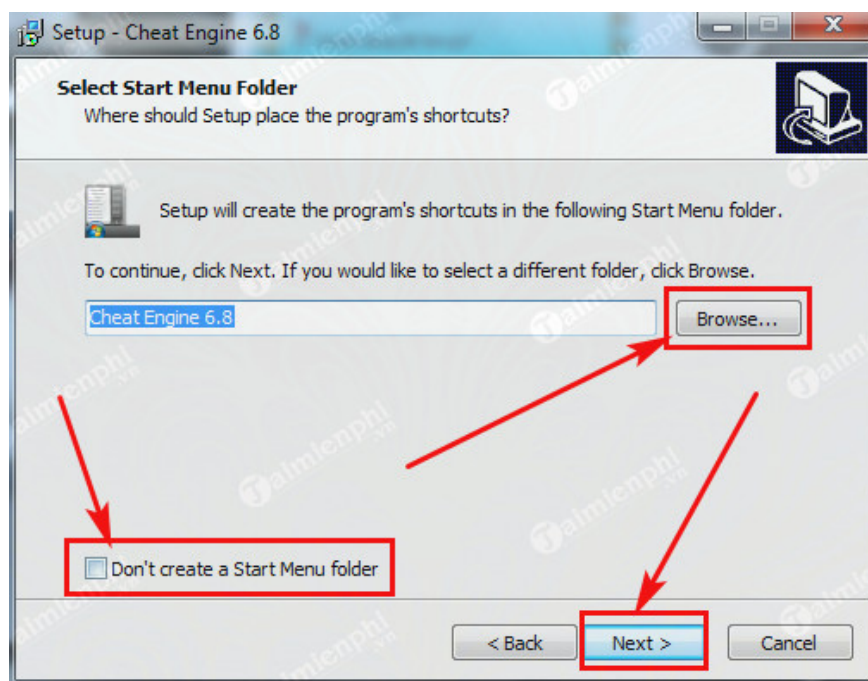 Setup - Cheat Engine 6.8
Select Start Menu Folder
Where should Setup place the program's shortcuts?
Setup will create the program's shortcuts in the following Start Menu folder.
To continue, click Next. If you would like to select a different folder, click Browse.
Cheat Engine 6.8
Browse...
Don't create a Start Menu folder
< Back
Next >
Cancel